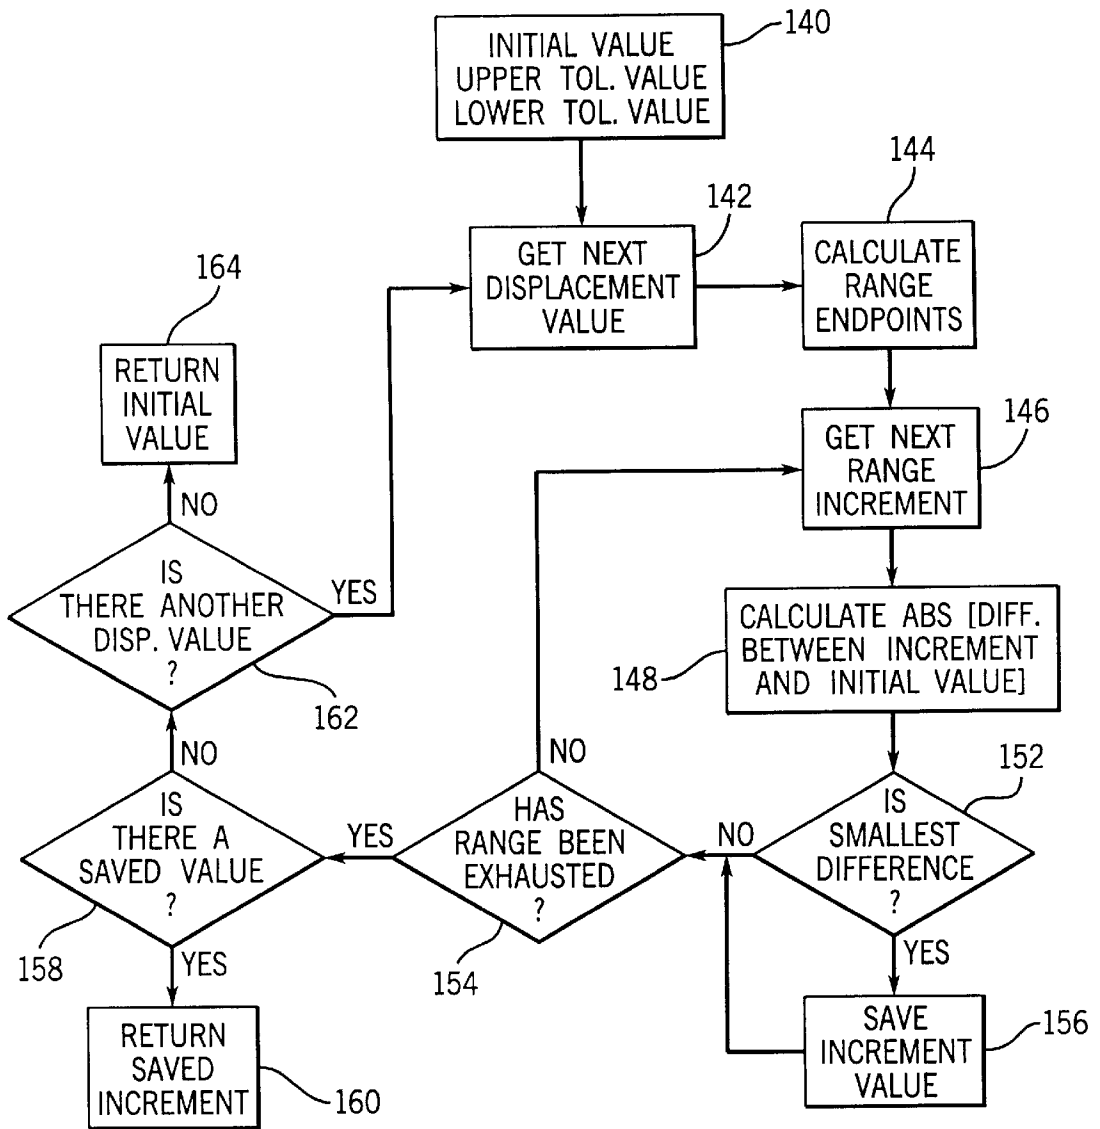 INITIAL VALUE
UPPER TOL. VALUE
LOWER TOL. VALUE
140
GET NEXT
DISPLACEMENT
VALUE
142
CALCULATE
RANGE
ENDPOINTS
144
GET NEXT
RANGE
INCREMENT
146
CALCULATE ABS [DIFF.
BETWEEN INCREMENT
AND INITIAL VALUE]
148
IS
SMALLEST
DIFFERENCE
?
152
NO
YES
SAVE
INCREMENT
VALUE
156
HAS
RANGE BEEN
EXHAUSTED
?
154
NO
YES
IS
THERE A
SAVED VALUE
?
158
YES
NO
RETURN
SAVED
INCREMENT
160
IS
THERE ANOTHER
DISP. VALUE
?
162
YES
NO
RETURN
INITIAL
VALUE
164